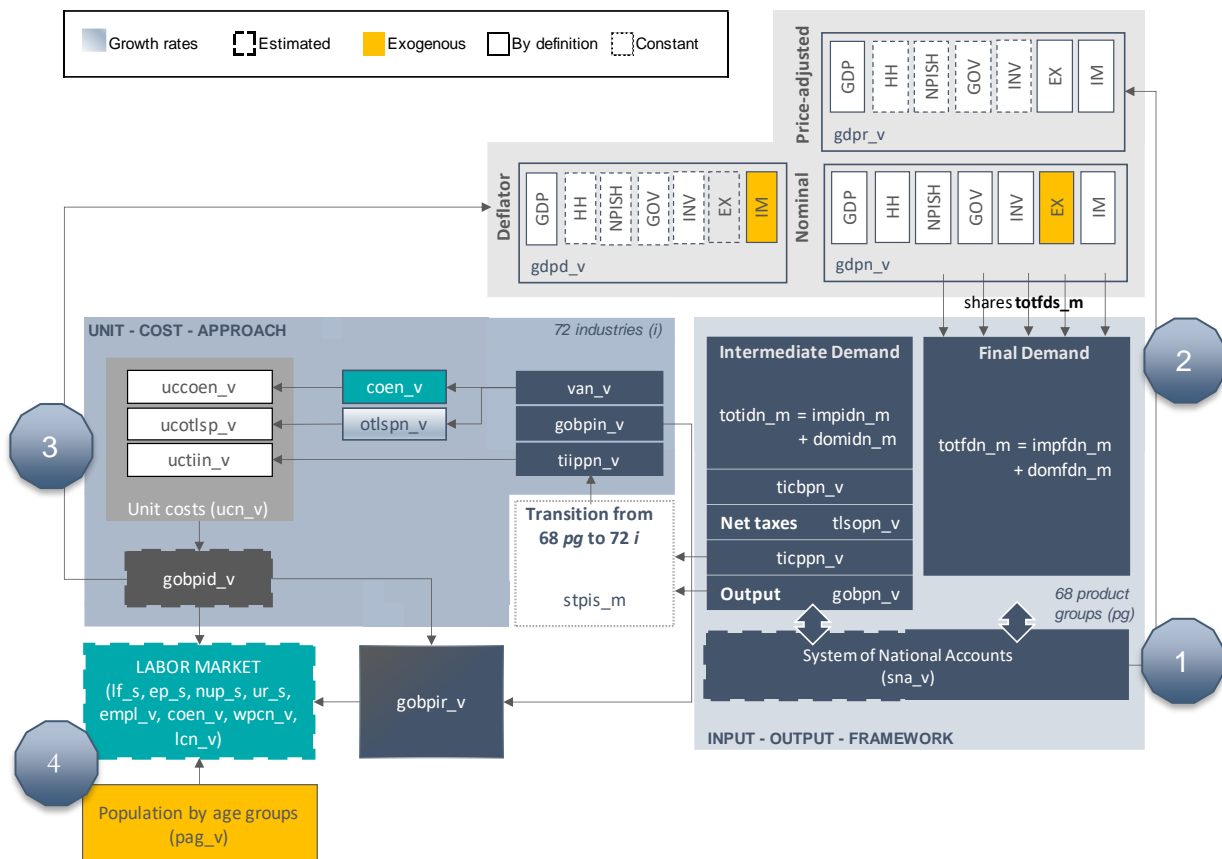 Growth rates
Estimated
Exogenous
By definition
Constant
Price-adjusted
GDP
HH
NPISH
GOV
INV
EX
IM
gdpr_v
Deflator
GDP
HH
NPISH
GOV
INV
EX
IM
gdpd_v
Nominal
GDP
HH
NPISH
GOV
INV
EX
IM
gdpn_v
shares totfds_m
UNIT - COST - APPROACH
72 industries (i)
uccoen_v
coen_v
van_v
ucotlsp_v
otlspn_v
gobpin_v
uctiin_v
tiippn_v
Unit costs (ucn_v)
gobpid_v
Transition from
68 pg to 72 i
stpis_m
Intermediate Demand
totidn_m = impidn_m
+ domidn_m
ticbpn_v
Net taxes tlsopn_v
ticppn_v
Output gobpn_v
Final Demand
totfdn_m = impfdn_m
+ domfdn_m
68 product
groups (pg)
System of National Accounts
(sna_v)
INPUT - OUTPUT - FRAMEWORK
LABOR MARKET
(lf_s, ep_s, nup_s, ur_s,
empl_v, coen_v, wpcn_v,
lcn_v)
gobpir_v
Population by age groups
(pag_v)
1
2
3
4